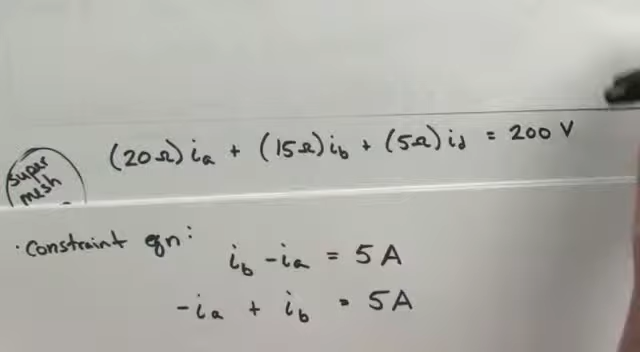 (20Ω) ia + (15Ω) ib + (5Ω) id = 200 V
super
mesh
· constraint eqn:
ib - ia = 5 A
-ia + ib = 5A